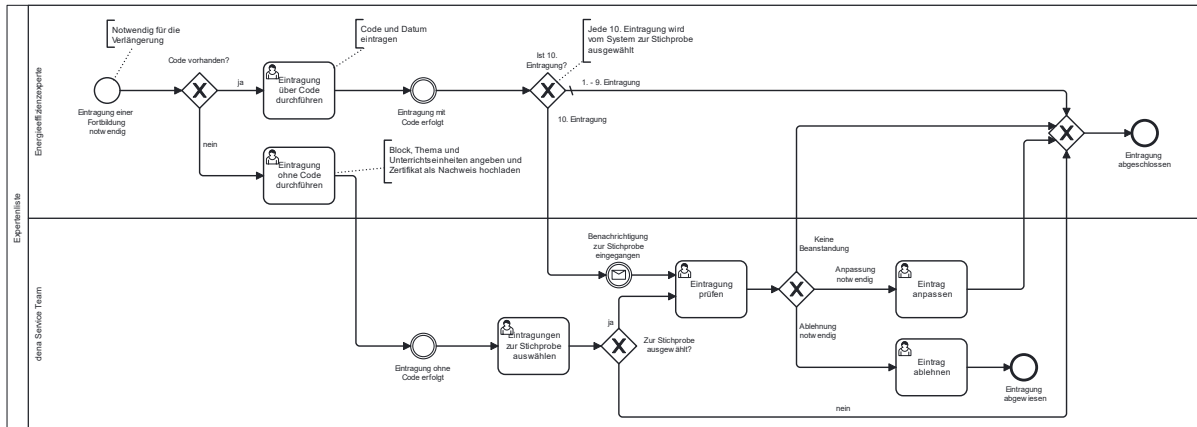 Expertenliste
Energieeffizienzexperte
Notwendig für die
Verlängerung
Code vorhanden?
Eintragung einer
Fortbildung
notwendig
ja
nein
Eintragung
über Code
durchführen
Code und Datum
eintragen
Eintragung
ohne Code
durchführen
Block, Thema und
Unterrichtseinheiten angeben und
Zertifikat als Nachweis hochladen
Eintragung mit
Code erfolgt
Ist 10.
Eintragung?
Jede 10. Eintragung wird
vom System zur Stichprobe
ausgewählt
1. - 9. Eintragung
10. Eintragung
Eintragung
abgeschlossen
dena Service Team
Eintragung ohne
Code erfolgt
Eintragungen
zur Stichprobe
auswählen
Zur Stichprobe
ausgewählt?
ja
nein
Benachrichtigung
zur Stichprobe
eingegangen
Eintragung
prüfen
Keine
Beanstandung
Anpassung
notwendig
Ablehnung
notwendig
Eintrag
anpassen
Eintrag
ablehnen
Eintragung
abgewiesen